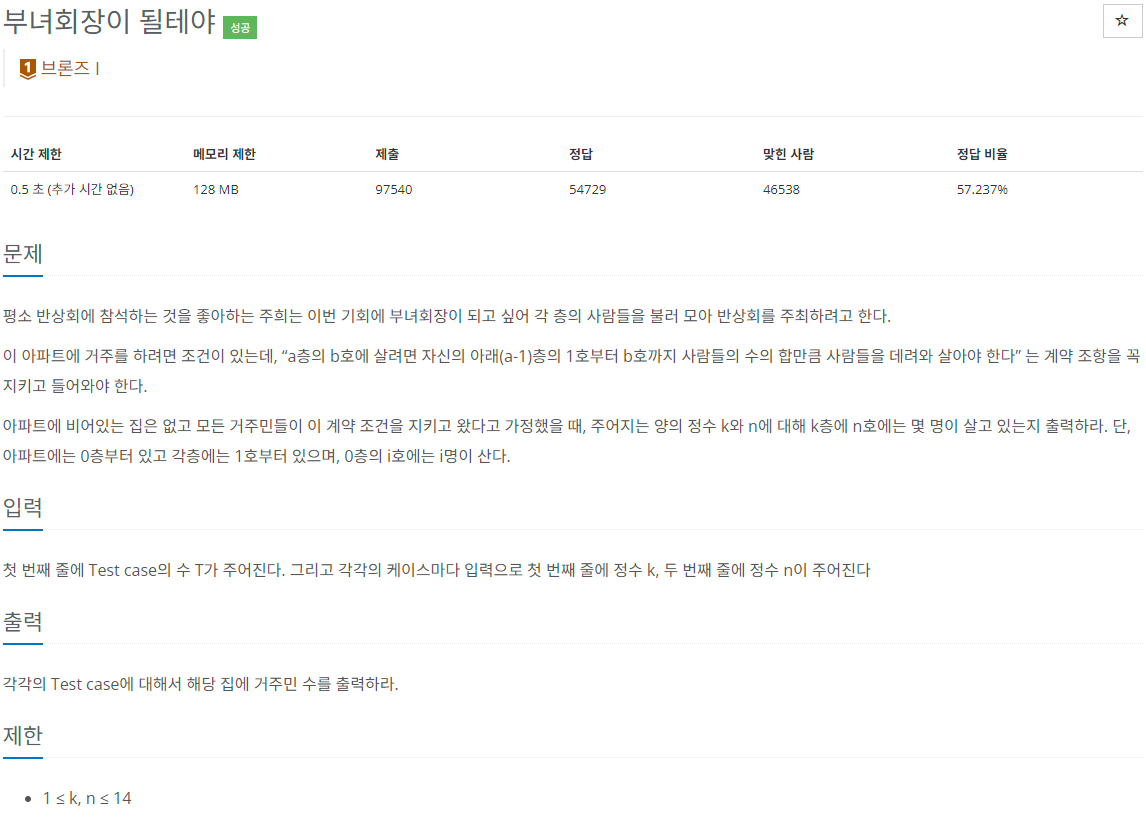 부녀회장이 될테야 성공
☆
1 브론즈 I
시간 제한 메모리 제한 제출 정답 맞힌 사람 정답 비율
0.5 초 (추가 시간 없음) 128 MB 97540 54729 46538 57.237%
문제
평소 반상회에 참석하는 것을 좋아하는 주희는 이번 기회에 부녀회장이 되고 싶어 각 층의 사람들을 불러 모아 반상회를 주최하려고 한다.
이 아파트에 거주를 하려면 조건이 있는데, “a층의 b호에 살려면 자신의 아래(a-1)층의 1호부터 b호까지 사람들의 수의 합만큼 사람들을 데려와 살아야 한다” 는 계약 조항을 꼭
지키고 들어와야 한다.
아파트에 비어있는 집은 없고 모든 거주민들이 이 계약 조건을 지키고 왔다고 가정했을 때, 주어지는 양의 정수 k와 n에 대해 k층에 n호에는 몇 명이 살고 있는지 출력하라. 단,
아파트에는 0층부터 있고 각층에는 1호부터 있으며, 0층의 i호에는 i명이 산다.
입력
첫 번째 줄에 Test case의 수 T가 주어진다. 그리고 각각의 케이스마다 입력으로 첫 번째 줄에 정수 k, 두 번째 줄에 정수 n이 주어진다
출력
각각의 Test case에 대해서 해당 집에 거주민 수를 출력하라.
제한
• 1 ≤ k, n ≤ 14